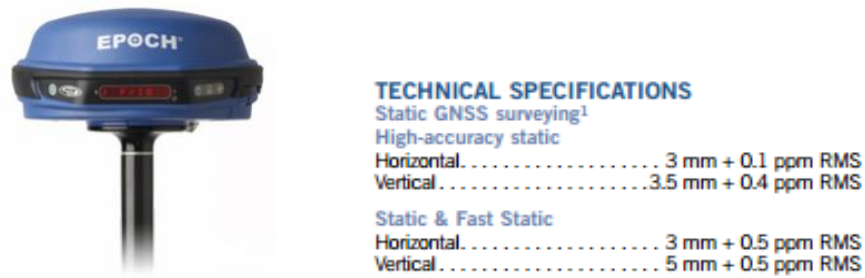 EPOCH
TECHNICAL SPECIFICATIONS
Static GNSS surveying1
High-accuracy static
Horizontal. . . . . . . . . . . . . . . . . . . . 3 mm + 0.1 ppm RMS
Vertical . . . . . . . . . . . . . . . . . . . . .3.5 mm + 0.4 ppm RMS
Static & Fast Static
Horizontal. . . . . . . . . . . . . . . . . . . . 3 mm + 0.5 ppm RMS
Vertical . . . . . . . . . . . . . . . . . . . . . . 5 mm + 0.5 ppm RMS